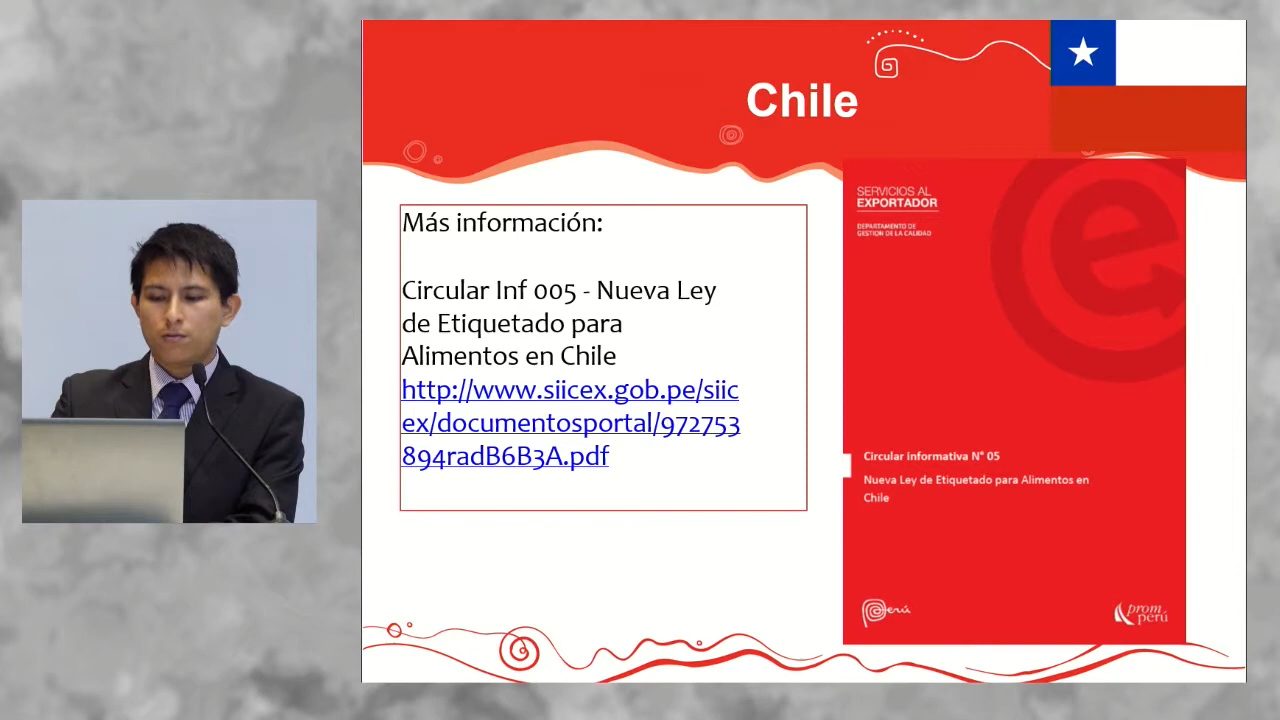 Chile
Más información:
Circular Inf 005 - Nueva Ley
de Etiquetado para
Alimentos en Chile
http://www.siicex.gob.pe/siic
ex/documentosportal/972753
894radB6B3A.pdf
SERVICIOS AL
EXPORTADOR
DEPARTAMENTO DE
GESTION DE LA CALIDAD
Circular informativa N° 05
Nueva Ley de Etiquetado para Alimentos en
Chile
Perú
prom
perú